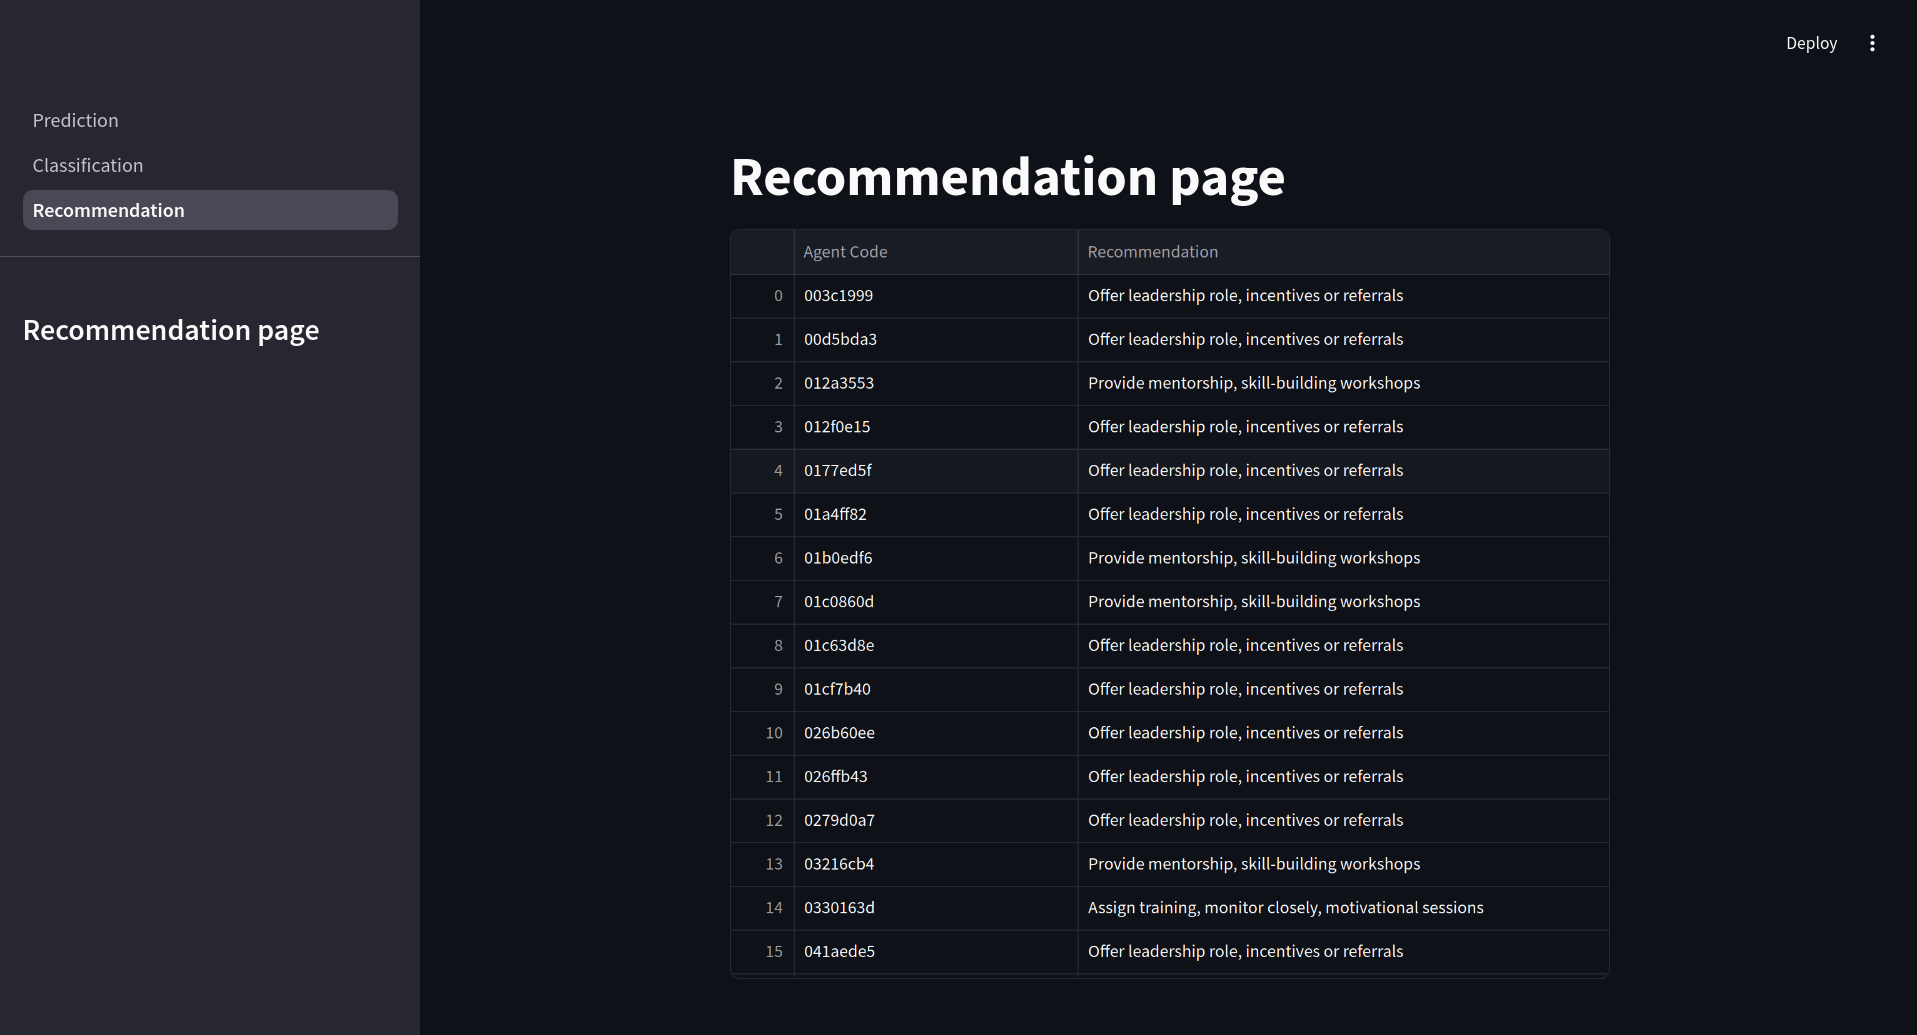 Deploy
Prediction
Classification
Recommendation
Recommendation page
Recommendation page
Agent Code Recommendation
0 003c1999 Offer leadership role, incentives or referrals
1 00d5bda3 Offer leadership role, incentives or referrals
2 012a3553 Provide mentorship, skill-building workshops
3 012f0e15 Offer leadership role, incentives or referrals
4 0177ed5f Offer leadership role, incentives or referrals
5 01a4ff82 Offer leadership role, incentives or referrals
6 01b0edf6 Provide mentorship, skill-building workshops
7 01c0860d Provide mentorship, skill-building workshops
8 01c63d8e Offer leadership role, incentives or referrals
9 01cf7b40 Offer leadership role, incentives or referrals
10 026b60ee Offer leadership role, incentives or referrals
11 026ffb43 Offer leadership role, incentives or referrals
12 0279d0a7 Offer leadership role, incentives or referrals
13 03216cb4 Provide mentorship, skill-building workshops
14 0330163d Assign training, monitor closely, motivational sessions
15 041aede5 Offer leadership role, incentives or referrals